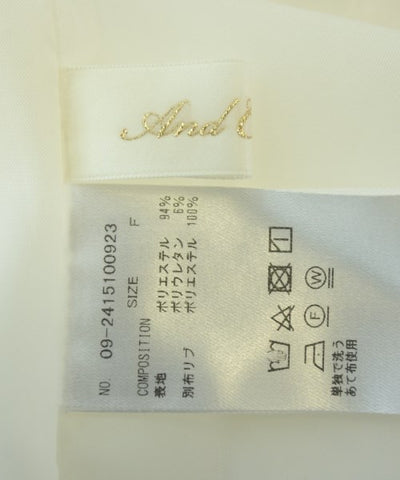 And
NO. 09-2415100923
SIZE F
COMPOSITION
表地 ポリエステル 94%
ポリウレタン 6%
別布リブ ポリエステル 100%
W
F
単独で洗う
あて布使用